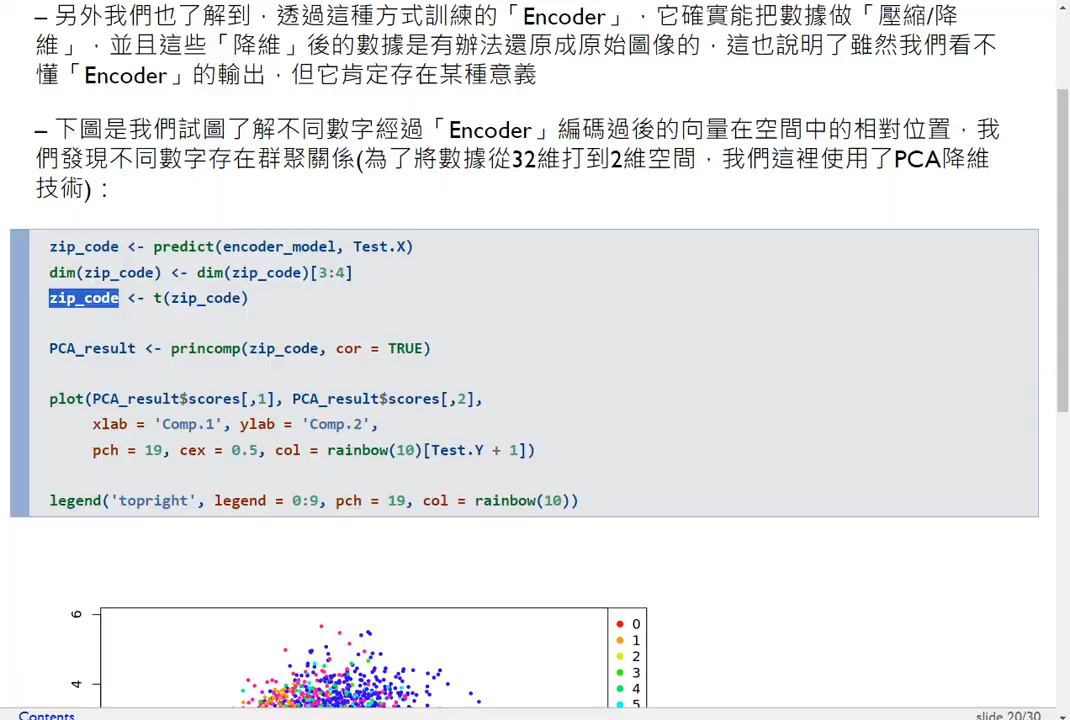 – 另外我們也了解到，透過這種方式訓練的「Encoder」，它確實能把數據做「壓縮/降
維」，並且這些「降維」後的數據是有辦法還原成原始圖像的，這也說明了雖然我們看不
懂「Encoder」的輸出，但它肯定存在某種意義
– 下圖是我們試圖了解不同數字經過「Encoder」編碼過後的向量在空間中的相對位置，我
們發現不同數字存在群聚關係(為了將數據從32維打到2維空間，我們這裡使用了PCA降維
技術)：
zip_code <- predict(encoder_model, Test.X)
dim(zip_code) <- dim(zip_code)[3:4]
zip_code <- t(zip_code)
PCA_result <- princomp(zip_code, cor = TRUE)
plot(PCA_result$scores[,1], PCA_result$scores[,2],
xlab = 'Comp.1', ylab = 'Comp.2',
pch = 19, cex = 0.5, col = rainbow(10)[Test.Y + 1])
legend('topright', legend = 0:9, pch = 19, col = rainbow(10))
6
4
0
1
2
3
4
5
Contents
slide 20/30